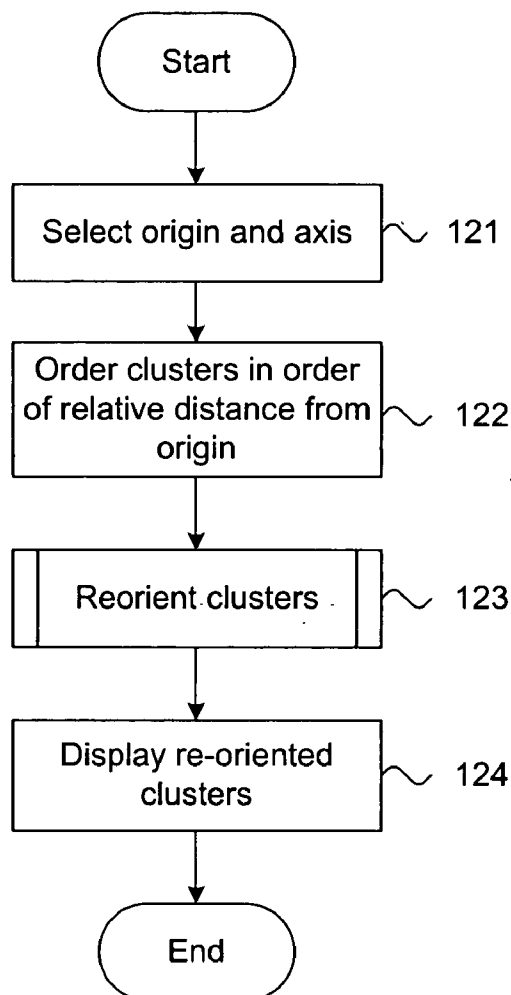 Start
Select origin and axis
121
Order clusters in order
of relative distance from
origin
122
Reorient clusters
123
Display re-oriented
clusters
124
End